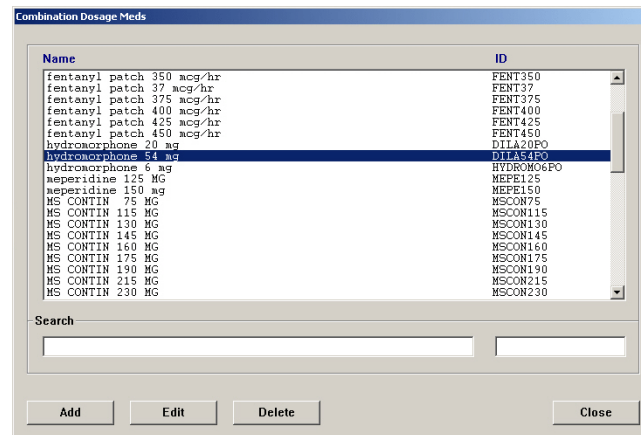 Combination Dosage Meds
Name ID
fentanyl patch 350 mcg/hr FENT350
fentanyl patch 37 mcg/hr FENT37
fentanyl patch 375 mcg/hr FENT375
fentanyl patch 400 mcg/hr FENT400
fentanyl patch 425 mcg/hr FENT425
fentanyl patch 450 mcg/hr FENT450
hydromorphone 20 mg DILA20PO
hydromorphone 54 mg DILA54PO
hydromorphone 6 mg HYDROMO6PO
meperidine 125 MG MEPE125
meperidine 150 mg MEPE150
MS CONTIN  75 MG MSCON75
MS CONTIN 115 MG MSCON115
MS CONTIN 130 MG MSCON130
MS CONTIN 145 MG MSCON145
MS CONTIN 160 MG MSCON160
MS CONTIN 175 MG MSCON175
MS CONTIN 190 MG MSCON190
MS CONTIN 215 MG MSCON215
MS CONTIN 230 MG MSCON230
Search
Add Edit Delete Close